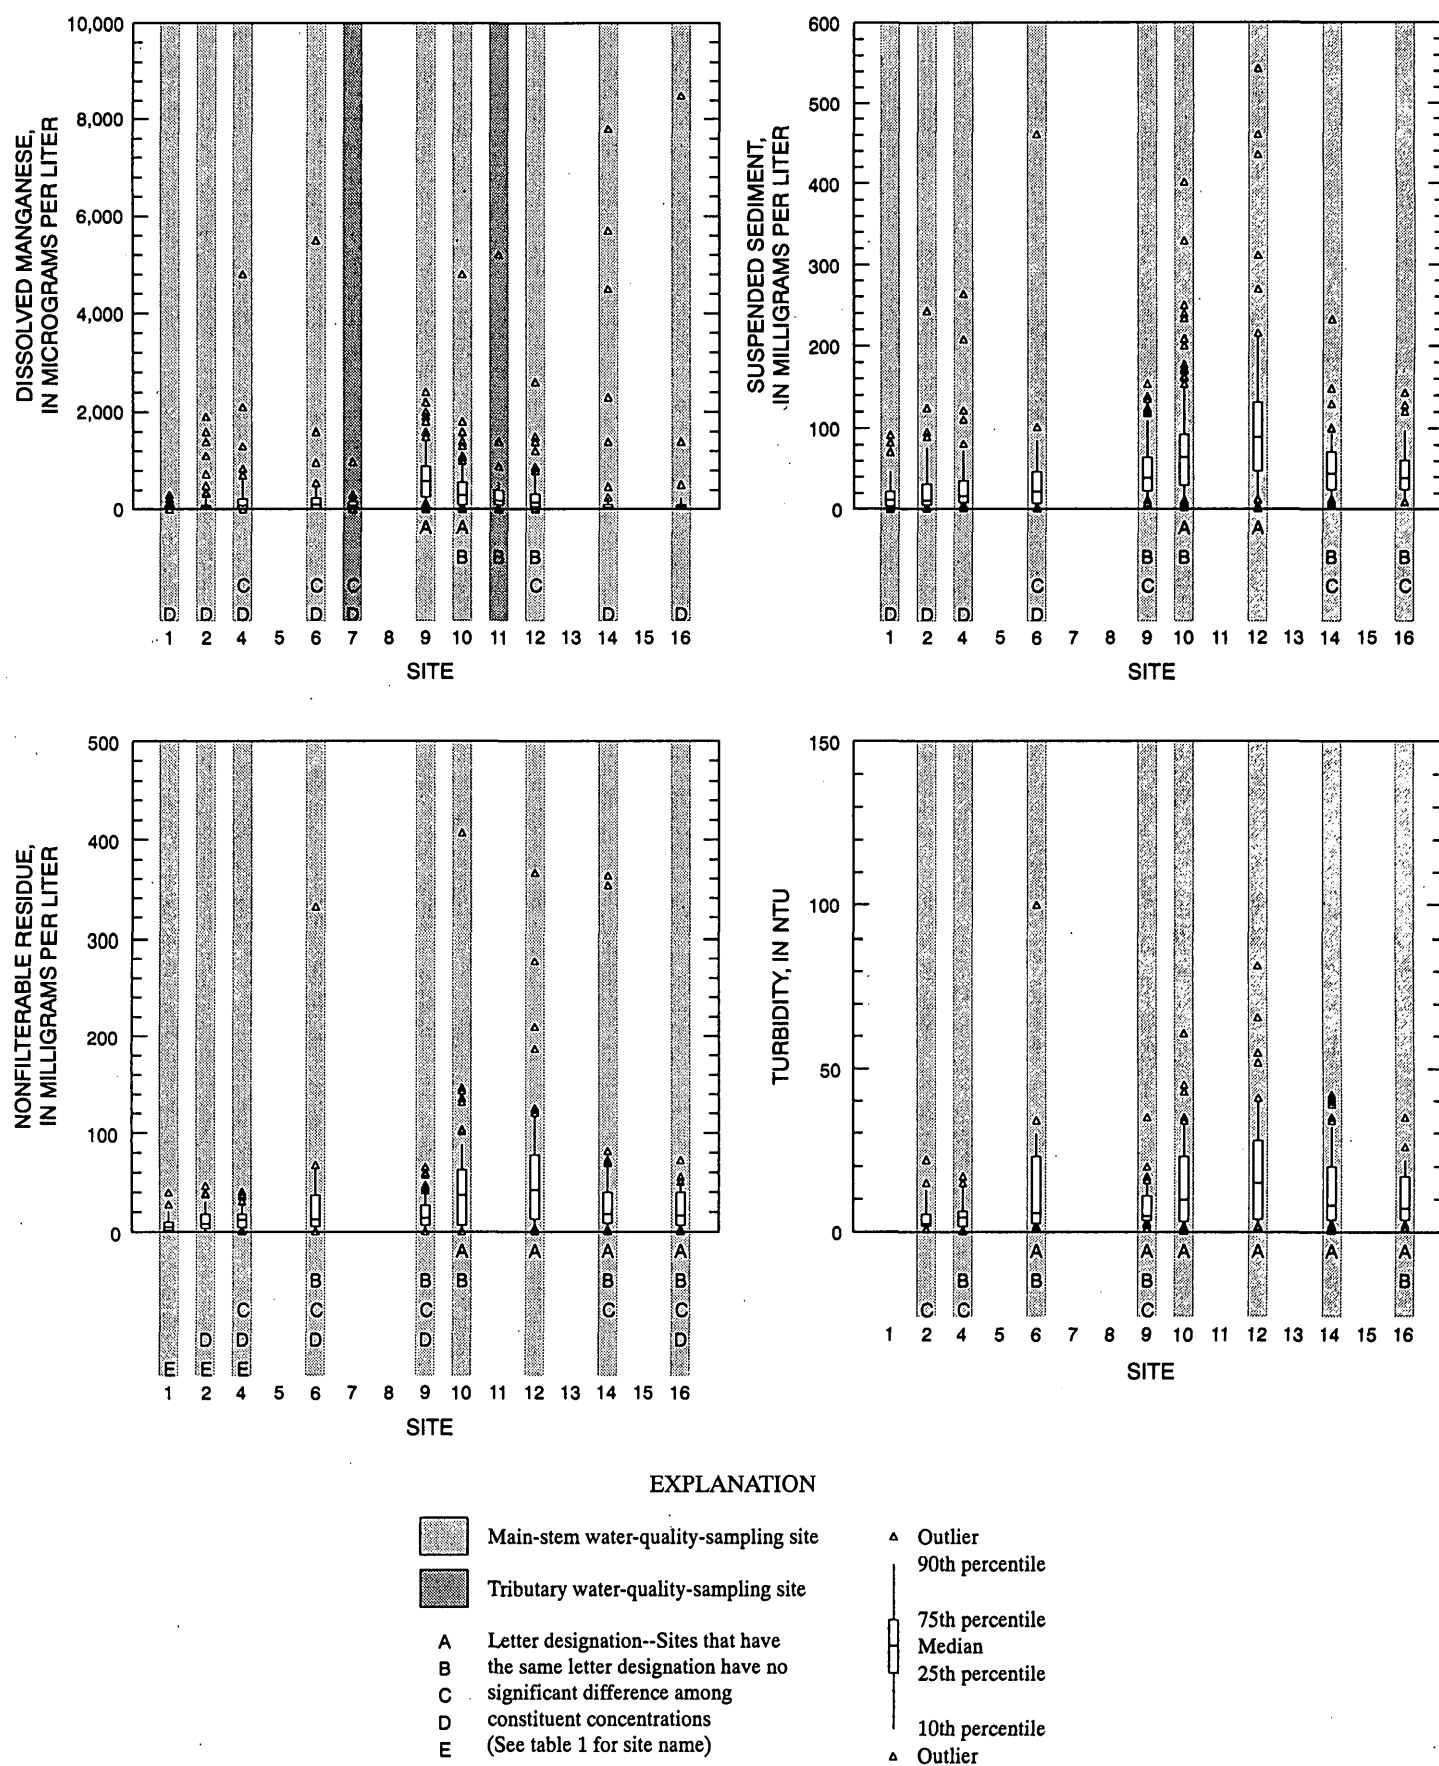 DISSOLVED MANGANESE,
IN MICROGRAMS PER LITER
10,000
8,000
6,000
4,000
2,000
0
A A
B B B
C C C C
D D D D D D D
1 2 4 5 6 7 8 9 10 11 12 13 14 15 16
SITE
SUSPENDED SEDIMENT,
IN MILLIGRAMS PER LITER
600
500
400
300
200
100
0
A A
B B B B
C C C C
D D D D
1 2 4 5 6 7 8 9 10 11 12 13 14 15 16
SITE
NONFILTERABLE RESIDUE,
IN MILLIGRAMS PER LITER
500
400
300
200
100
0
A A A A
B B B B B
C C C C C
D D D D D
E E E
1 2 4 5 6 7 8 9 10 11 12 13 14 15 16
SITE
TURBIDITY, IN NTU
150
100
50
0
A A A A A A
B B B B
C C C
1 2 4 5 6 7 8 9 10 11 12 13 14 15 16
SITE
EXPLANATION
Main-stem water-quality-sampling site
Tributary water-quality-sampling site
A Letter designation--Sites that have
B the same letter designation have no
C significant difference among
D constituent concentrations
E (See table 1 for site name)
Outlier
90th percentile
75th percentile
Median
25th percentile
10th percentile
Outlier